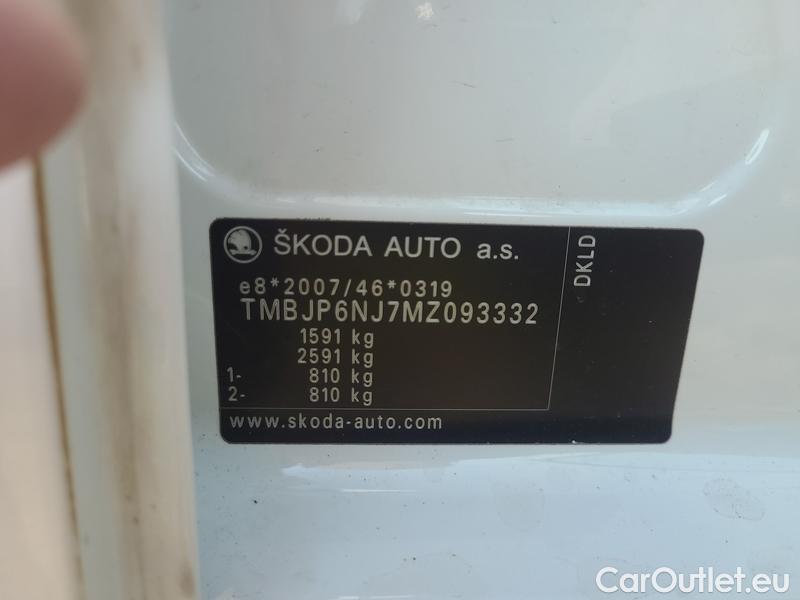 ŠKODA AUTO a.s.
DKLD
e8*2007/46*0319
TMBJP6NJ7MZ093332
1591 kg
2591 kg
1- 810 kg
2- 810 kg
www.skoda-auto.com
CarOutlet.eu